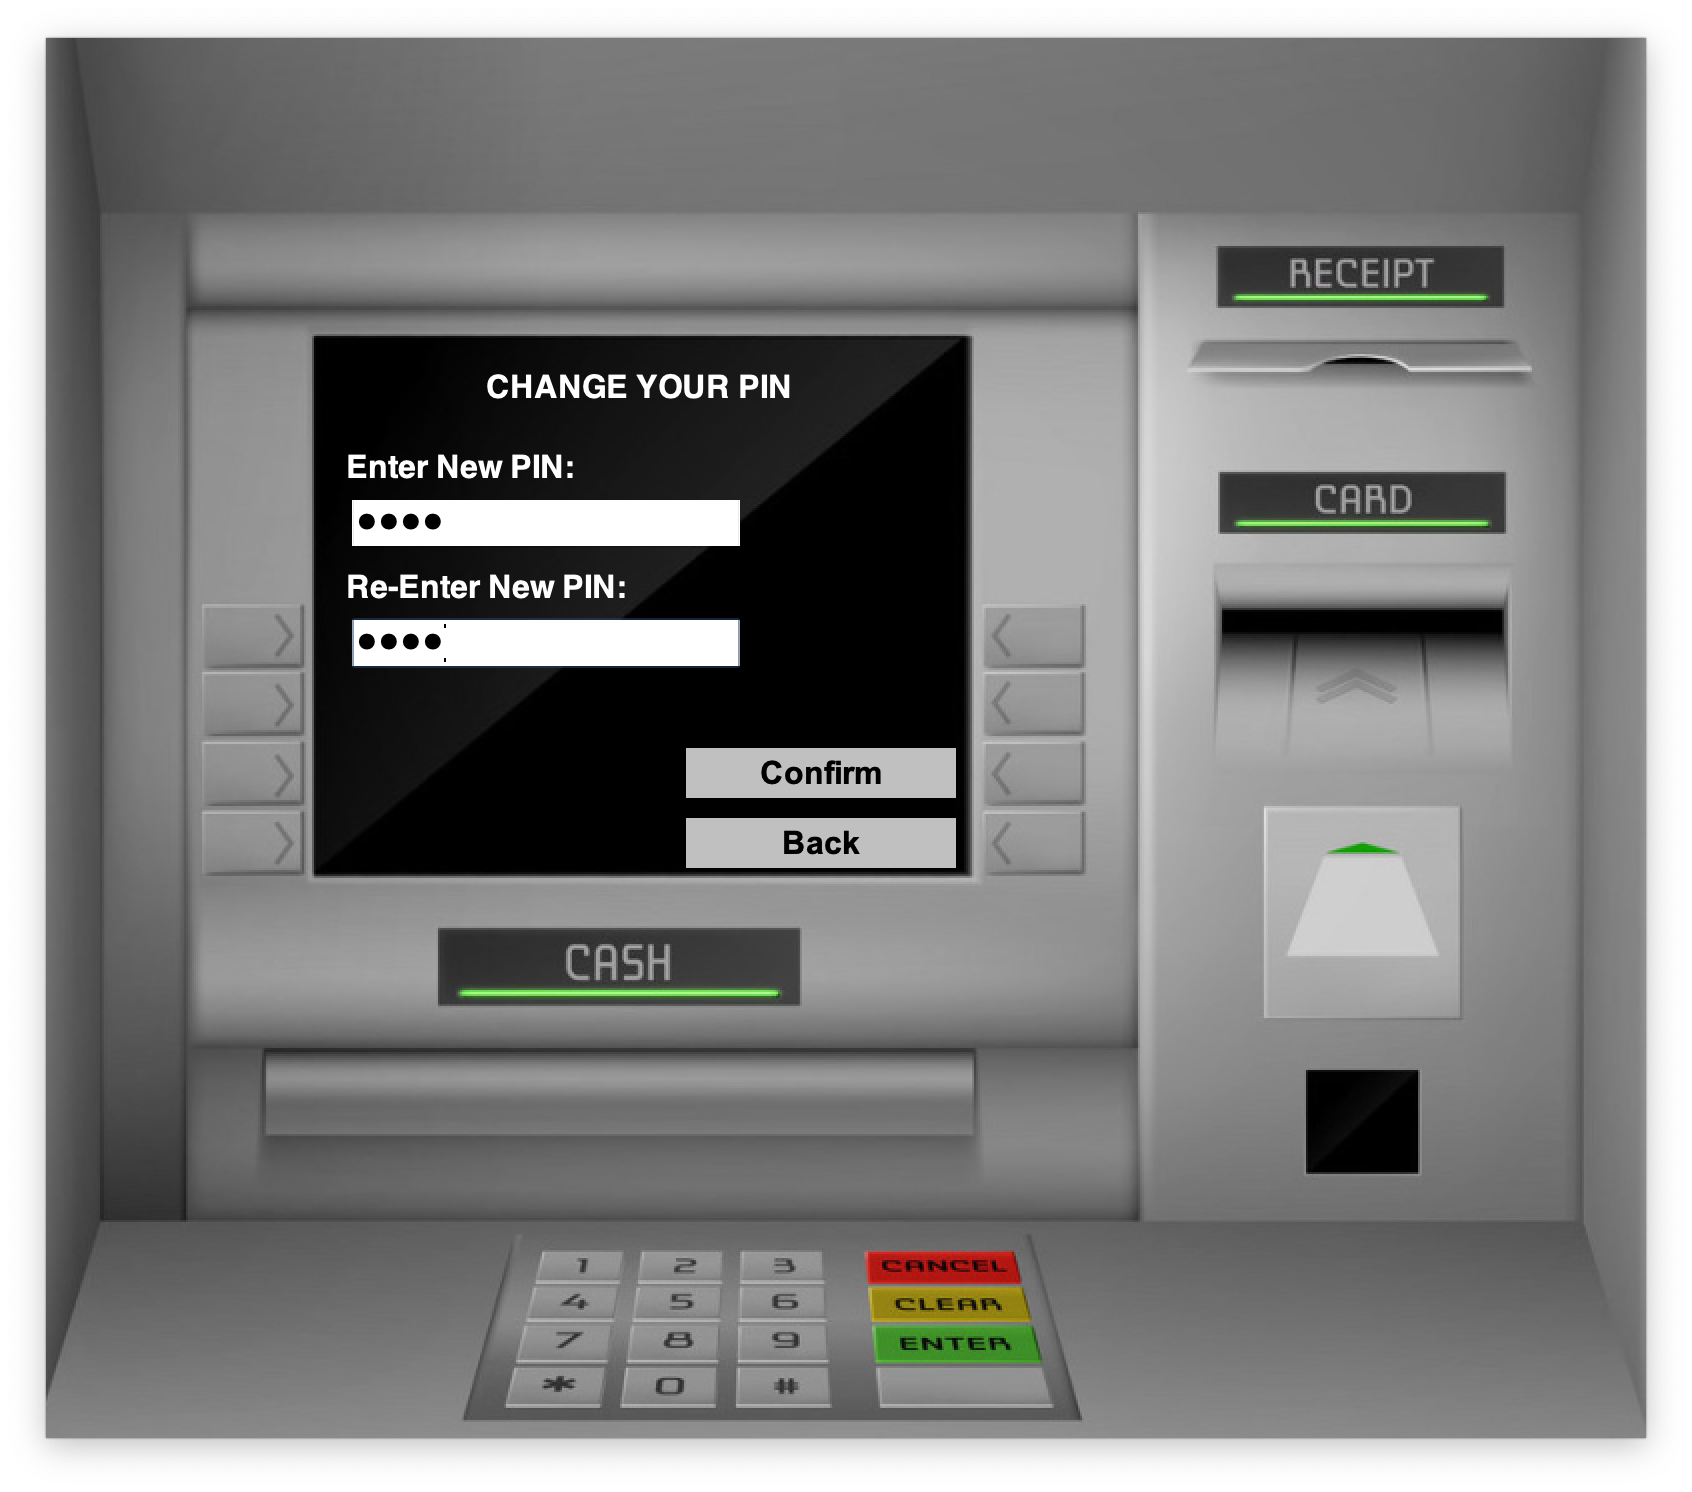 RECEIPT
CHANGE YOUR PIN
Enter New PIN:
••••
Re-Enter New PIN:
••••
CARD
Confirm
Back
CASH
1 2 3 CANCEL
4 5 6 CLEAR
7 8 9 ENTER
* 0 #